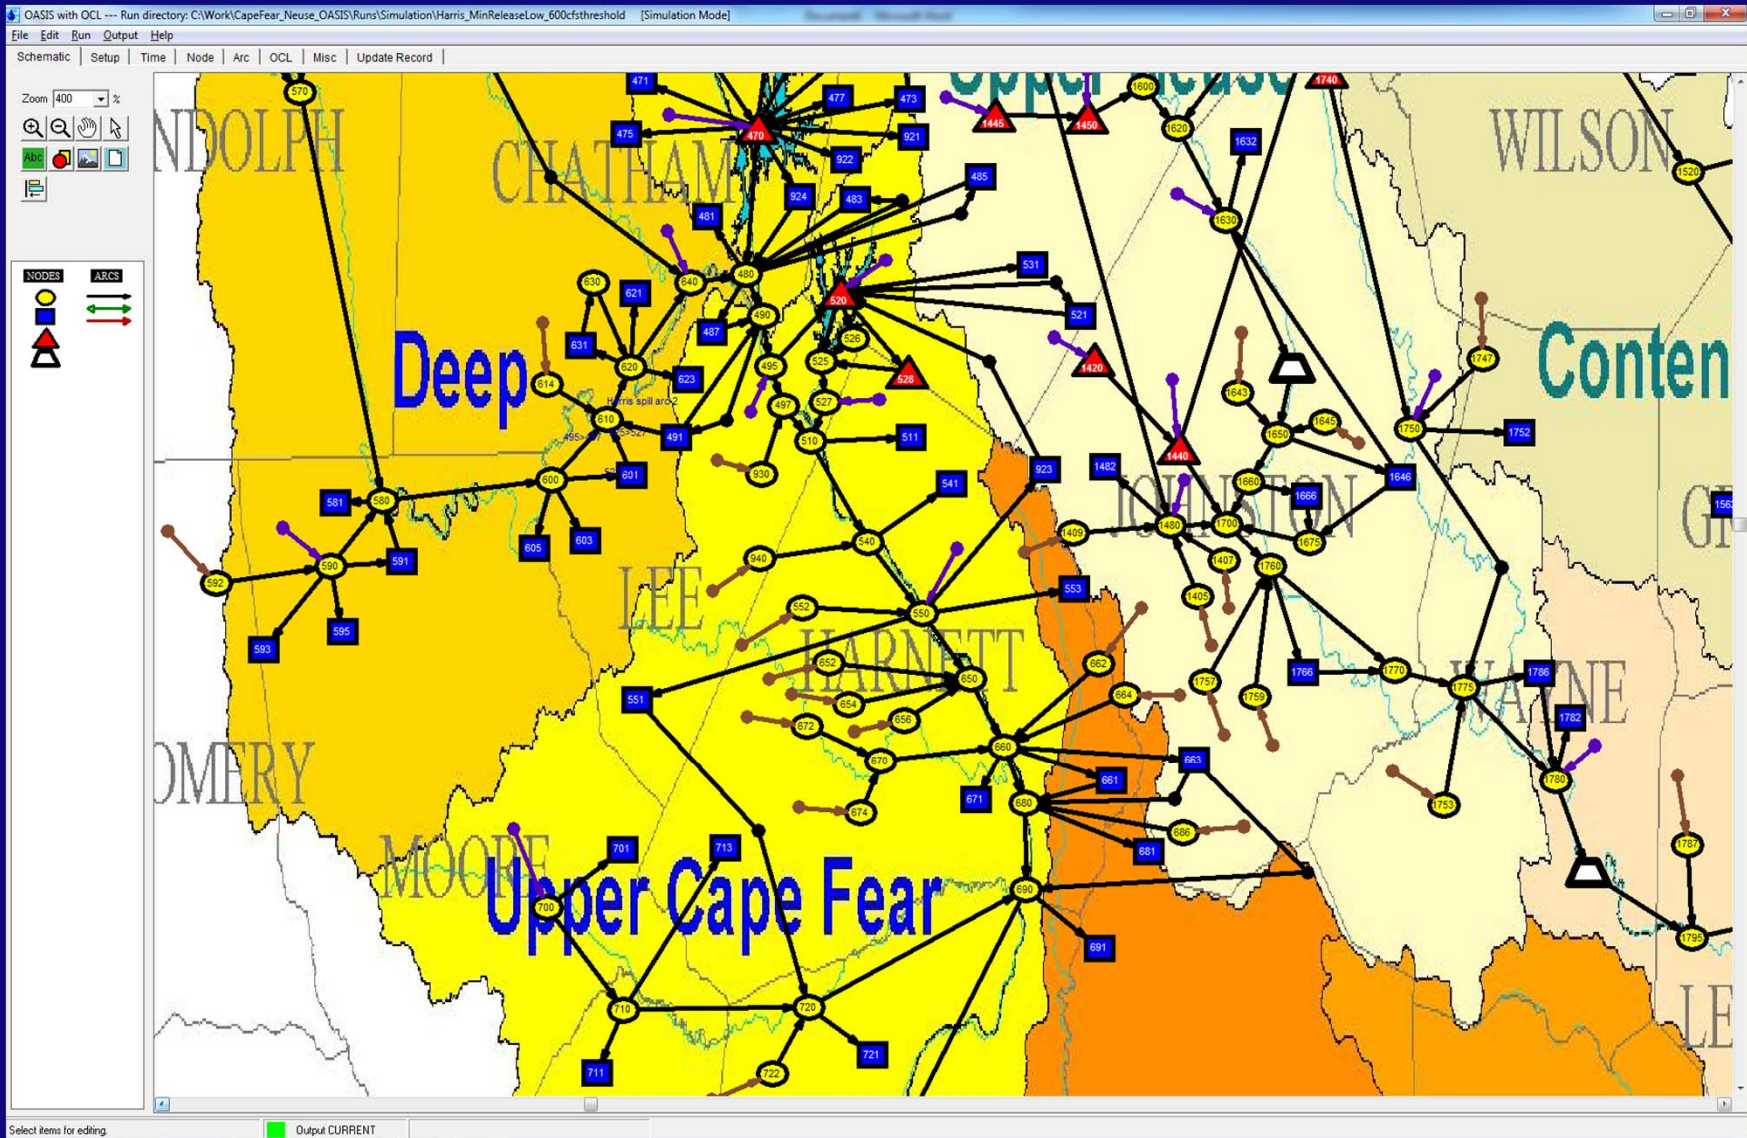 OASIS with OCL --- Run directory: C:\Work\CapeFear_Neuse_OASIS\Runs\Simulation\Harris_MinReleaseLow_600cfsthreshold [Simulation Mode]
File Edit Run Output Help
Schematic Setup Time Node Arc OCL Misc Update Record
Zoom 400 %
Abc
NODES ARCS
570 471 477 473 1600 1740
475 470 921 1445 1450 1620 1632
922 1520
NDOLPH CHATHAM WILSON
481 924 483 485
1630
630 621 640 480 520 531
631 487 490 526 521
614 620 623 495 525 528 1420 1747
Deep Conten
Harris spill arc 2
610 491 497 527 1643 1645 1750 1752
510 511 1650
601 930 923 1482 1440 1646
580 581 600 541 1660 1666
JOHNSTON
605 603 540 1409 1480 1700 1675
592 590 591 940 1407 1760
LEE
595 552 550 553 1405
593 HARNETT
652 650 662 1757 1759 1766 1770 1775 1786
WAYNE
551 654 656 664 1782
672 670 660 663
OMERY
671 661 1780
674 680 686 1753
701 713 681 1787
Upper Cape Fear
700 690
691 1795
710 720
721
711 722
Select items for editing. Output CURRENT